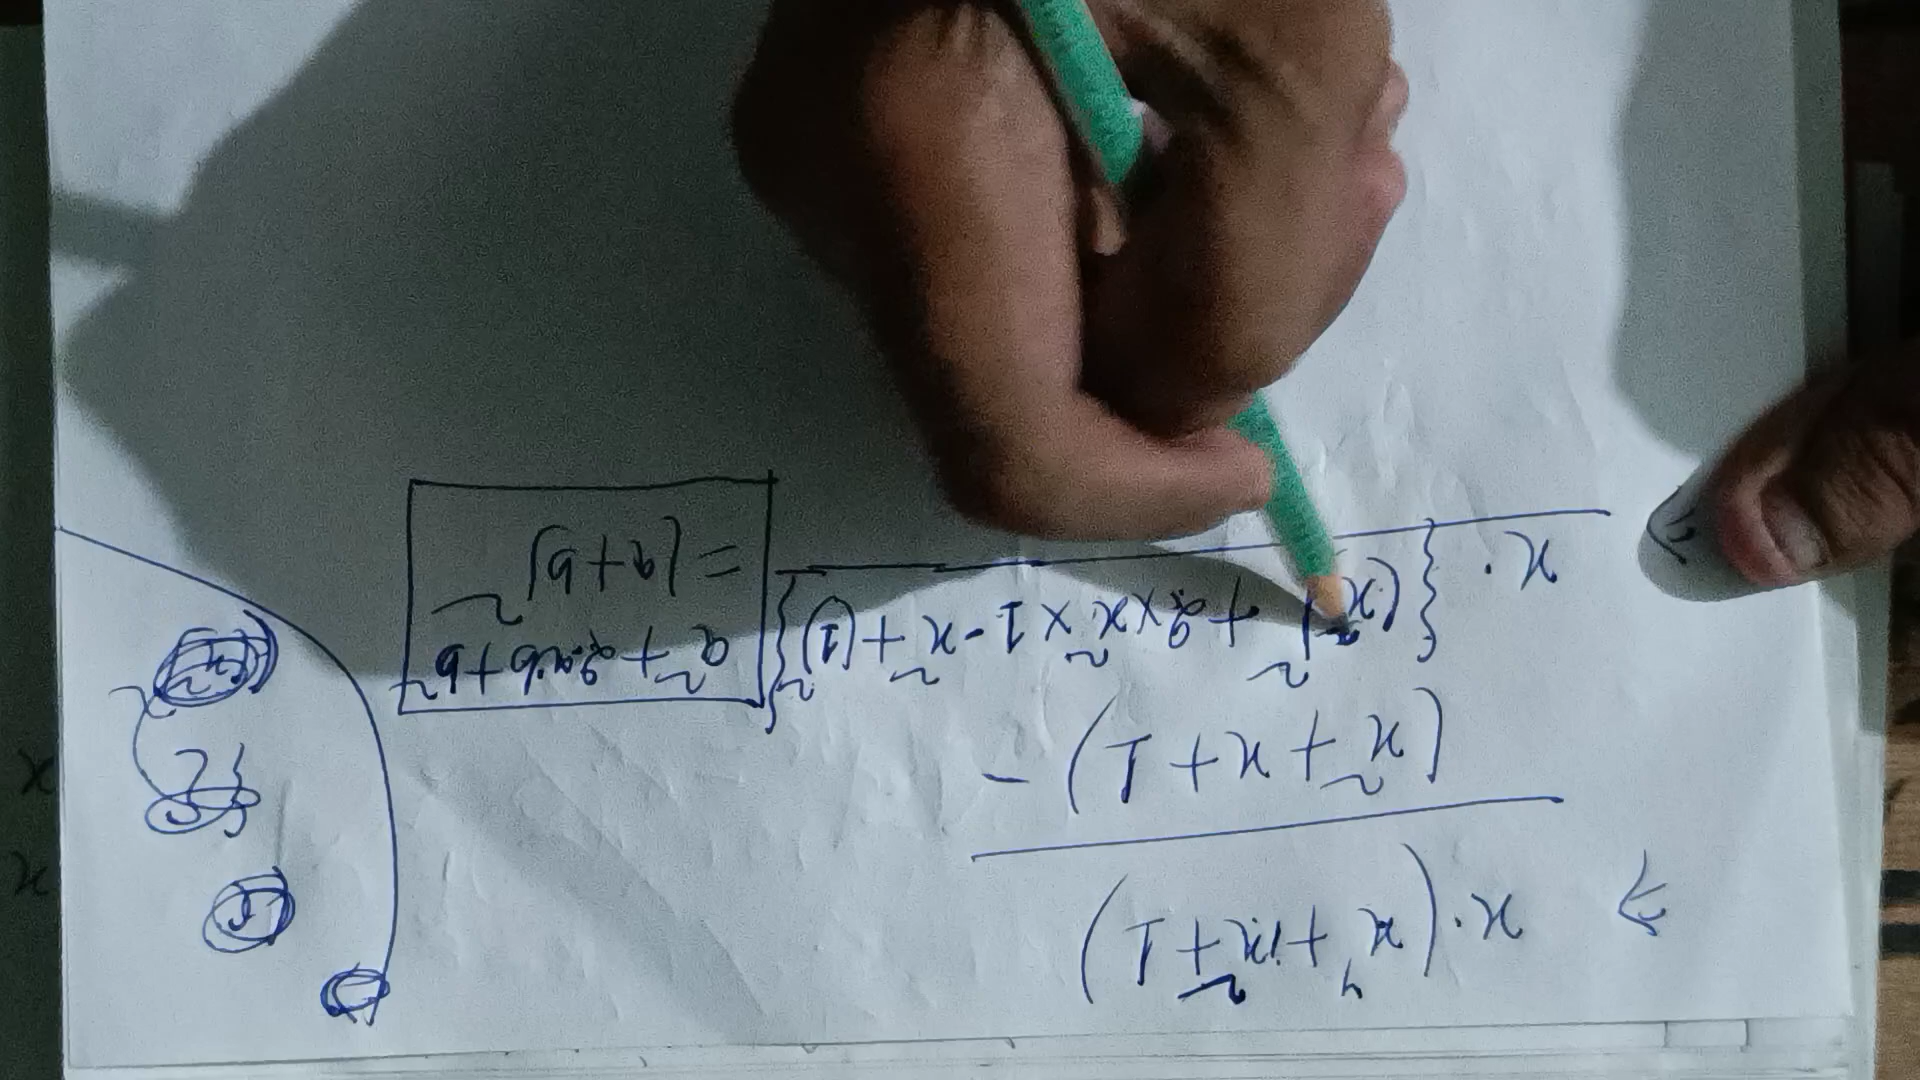 ⇒ x·(x⁴+x²+1)
(x²+x+1) −
x·{(x²)²+2×x²×1-x²+(1)²}
a²+2.a.b+b²
=(a+b)²